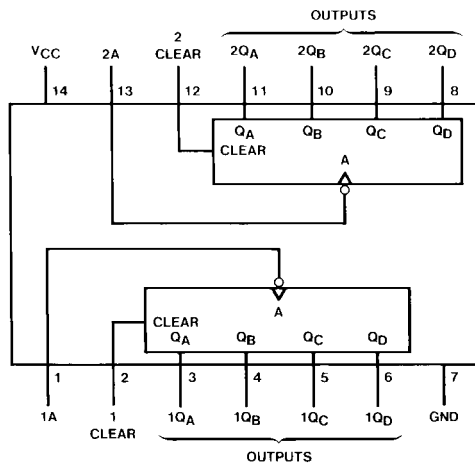 OUTPUTS
VCC 2A 2 CLEAR 2QA 2QB 2QC 2QD
14 13 12 11 10 9 8
QA QB QC QD
CLEAR
A
A
CLEAR
QA QB QC QD
1 2 3 4 5 6 7
1A 1 CLEAR 1QA 1QB 1QC 1QD GND
OUTPUTS